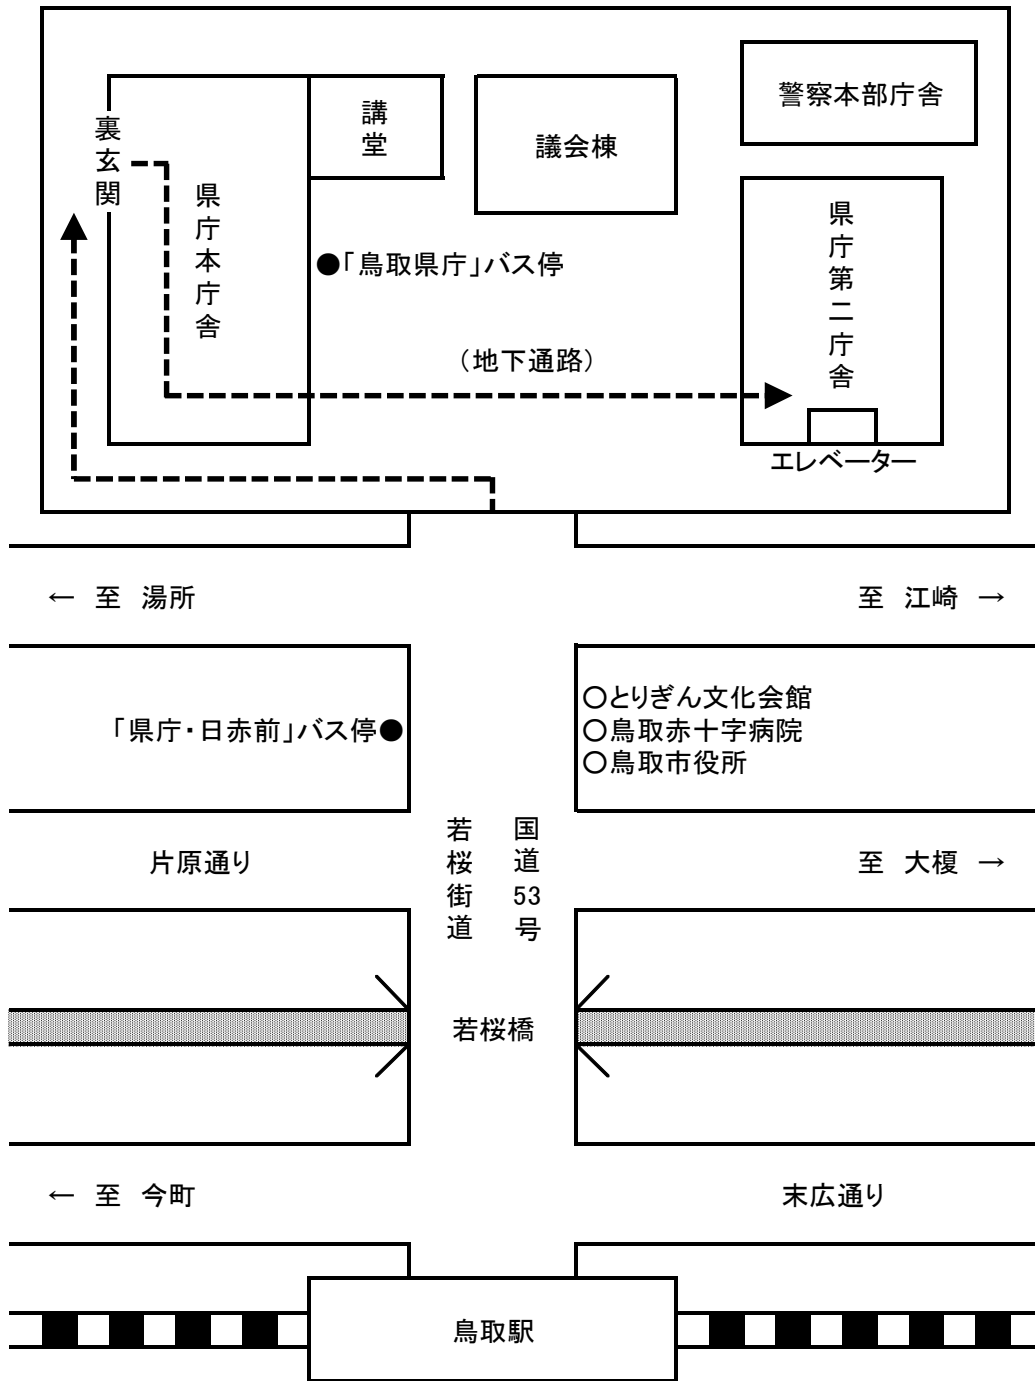 警察本部庁舎
講堂
議会棟
裏玄関
県庁本庁舎
県庁第二庁舎
●「鳥取県庁」バス停
（地下通路）
エレベーター
← 至 湯所
至 江崎 →
「県庁・日赤前」バス停●
○とりぎん文化会館
○鳥取赤十字病院
○鳥取市役所
若桜街道
国道53号
片原通り
至 大榎 →
若桜橋
← 至 今町
末広通り
鳥取駅